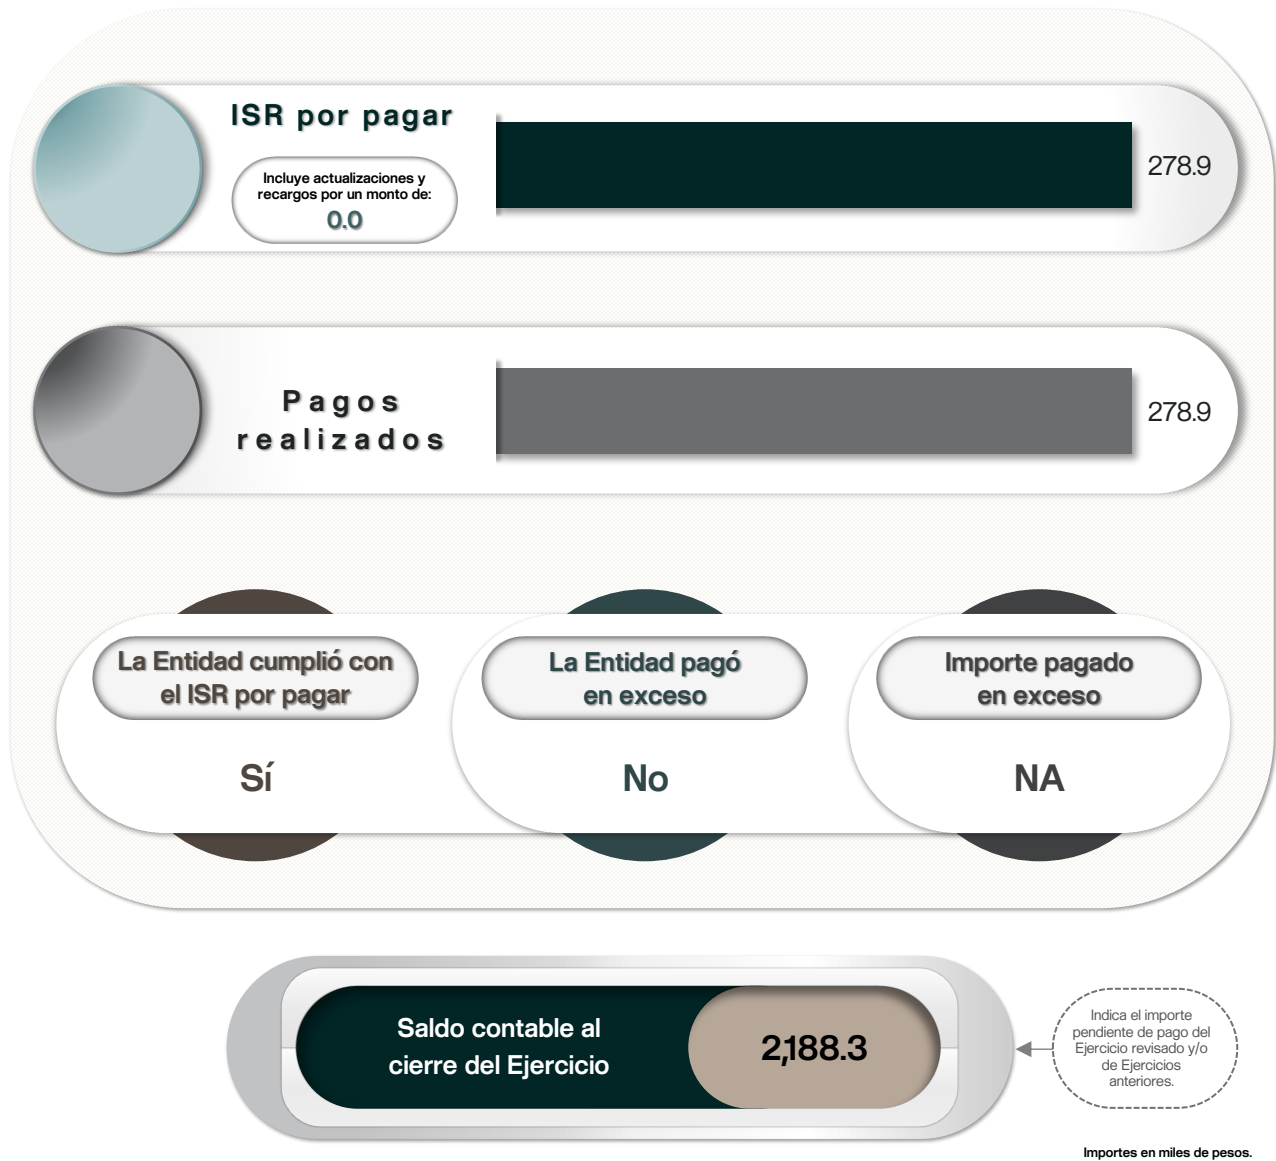 ISR por pagar
Incluye actualizaciones y
recargos por un monto de:
0.0
278.9
Pagos
realizados
278.9
La Entidad cumplió con
el ISR por pagar
Sí
La Entidad pagó
en exceso
No
Importe pagado
en exceso
NA
Saldo contable al
cierre del Ejercicio
2,188.3
Indica el importe
pendiente de pago del
Ejercicio revisado y/o
de Ejercicios
anteriores.
Importes en miles de pesos.